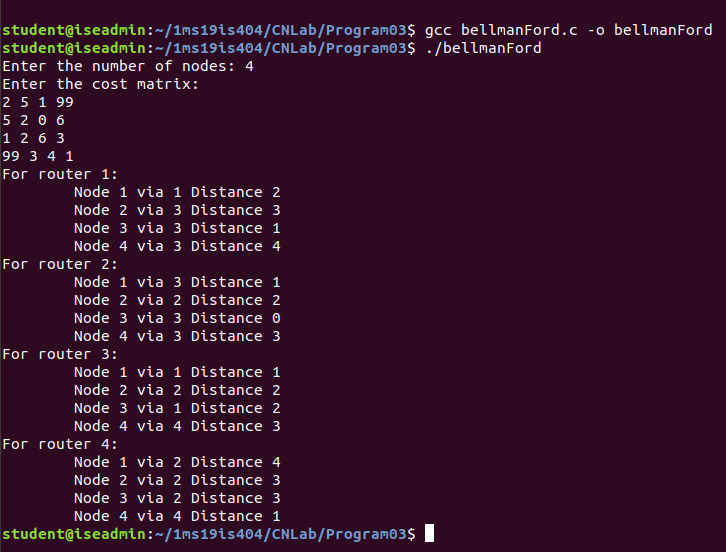 student@iseadmin:~/1ms19is404/CNLab/Program03$ gcc bellmanFord.c -o bellmanFord
student@iseadmin:~/1ms19is404/CNLab/Program03$ ./bellmanFord
Enter the number of nodes: 4
Enter the cost matrix:
2 5 1 99
5 2 0 6
1 2 6 3
99 3 4 1
For router 1:
        Node 1 via 1 Distance 2
        Node 2 via 3 Distance 3
        Node 3 via 3 Distance 1
        Node 4 via 3 Distance 4
For router 2:
        Node 1 via 3 Distance 1
        Node 2 via 2 Distance 2
        Node 3 via 3 Distance 0
        Node 4 via 3 Distance 3
For router 3:
        Node 1 via 1 Distance 1
        Node 2 via 2 Distance 2
        Node 3 via 1 Distance 2
        Node 4 via 4 Distance 3
For router 4:
        Node 1 via 2 Distance 4
        Node 2 via 2 Distance 3
        Node 3 via 2 Distance 3
        Node 4 via 4 Distance 1
student@iseadmin:~/1ms19is404/CNLab/Program03$